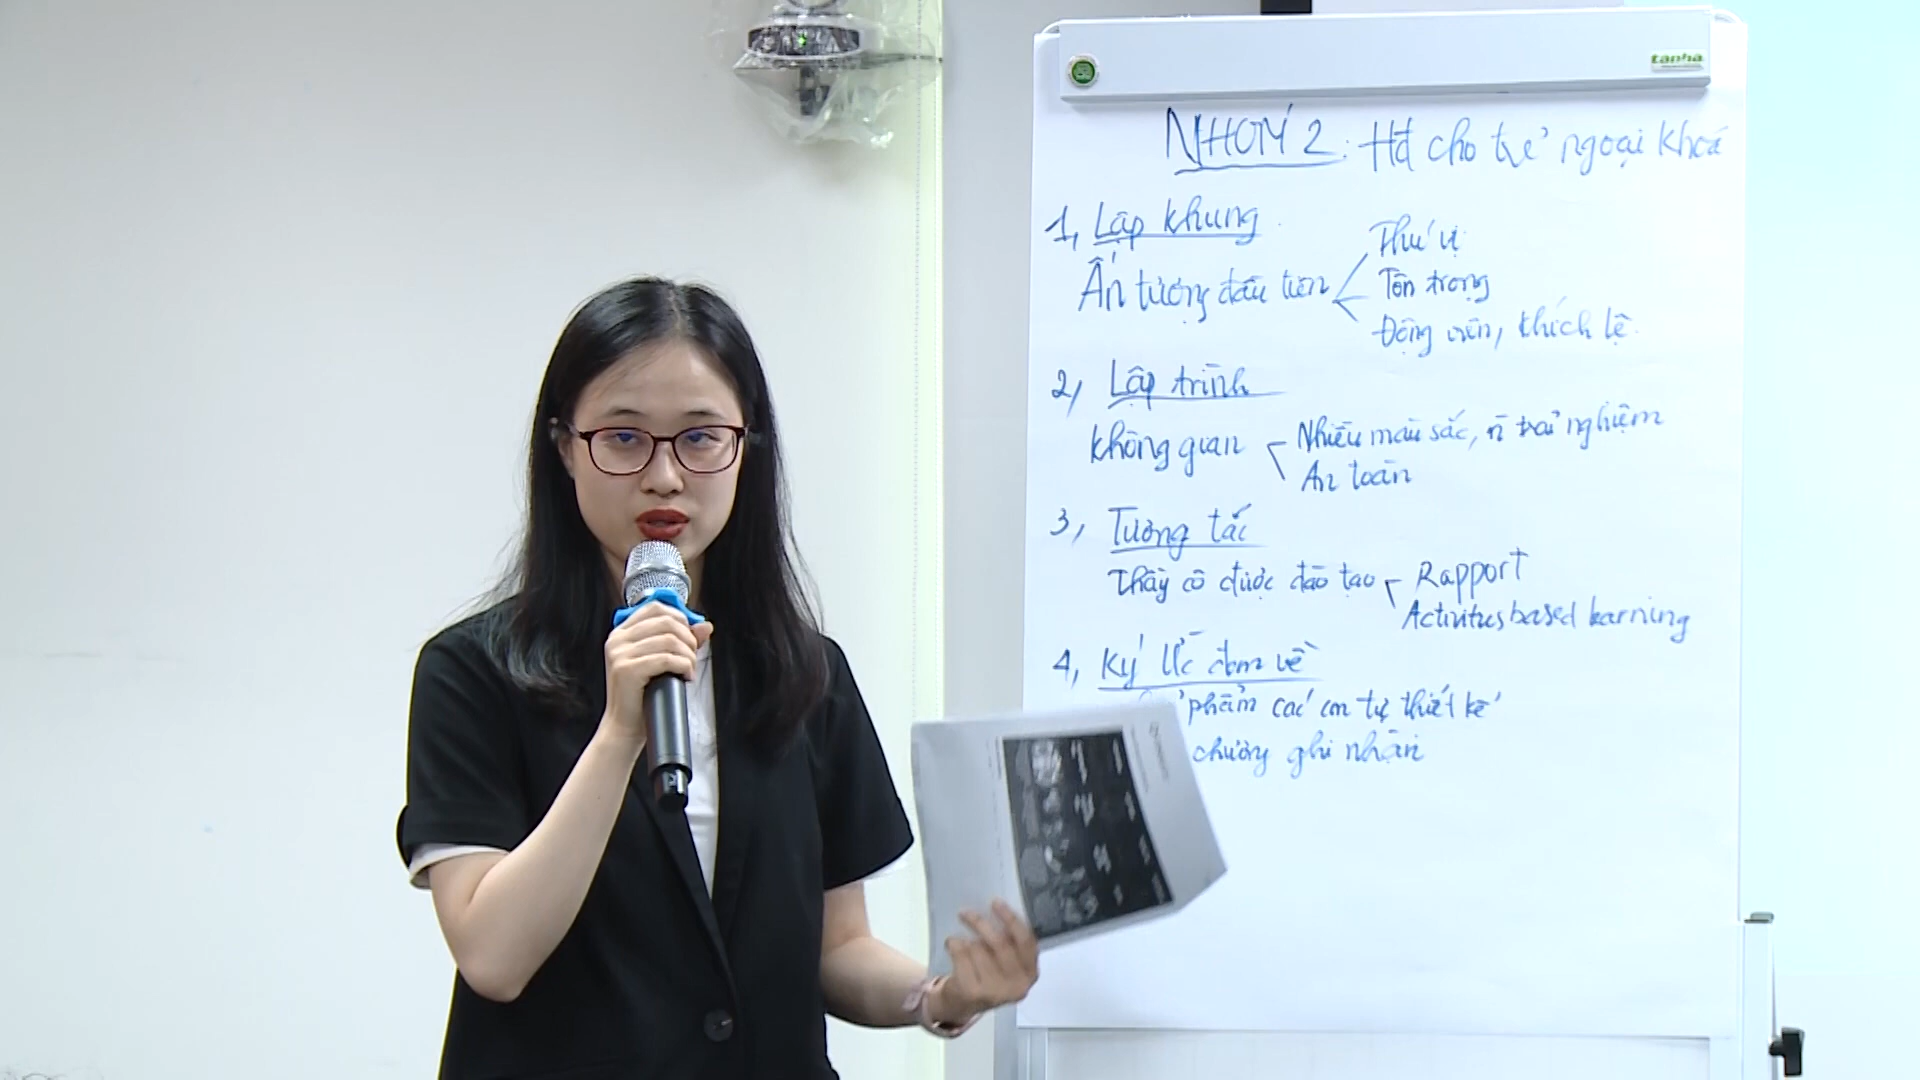 tanha
NHÓM 2: Hđ cho trẻ ngoại khoá
1, Lập khung
Ấn tượng đầu tiên
Thú vị
Tôn trọng
Động viên, khích lệ
2, Lập trình
Không gian
Nhiều màu sắc, n trải nghiệm
An toàn
3, Tương tác
Thầy cô được đào tạo
Rapport
Activities based learning
4, Ký ức đem về
phẩm các con tự thiết kế
chương ghi nhận